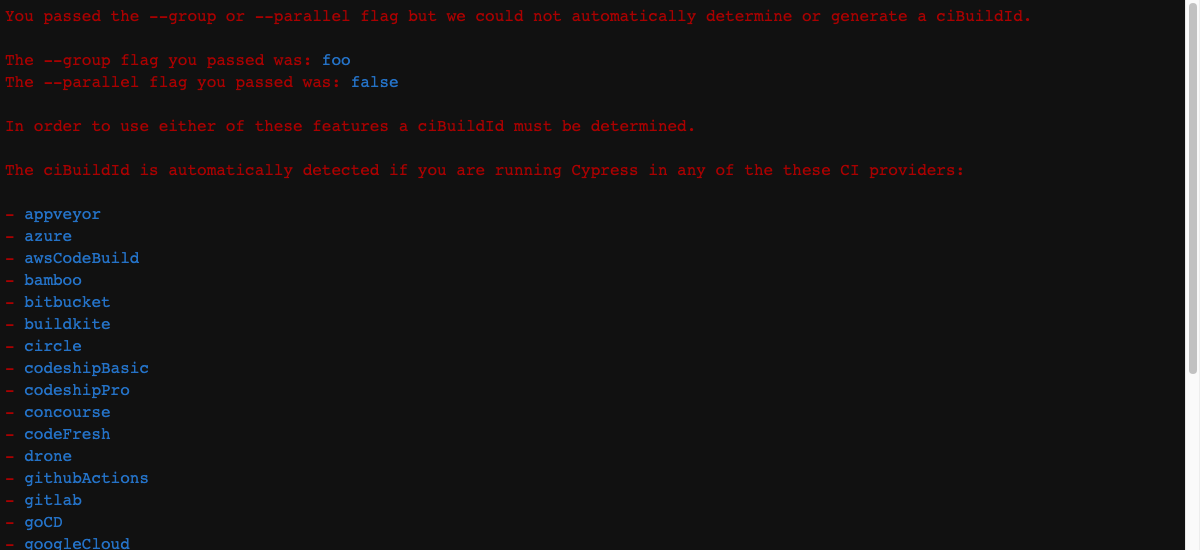 You passed the --group or --parallel flag but we could not automatically determine or generate a ciBuildId.
The --group flag you passed was: foo
The --parallel flag you passed was: false
In order to use either of these features a ciBuildId must be determined.
The ciBuildId is automatically detected if you are running Cypress in any of the these CI providers:
- appveyor
- azure
- awsCodeBuild
- bamboo
- bitbucket
- buildkite
- circle
- codeshipBasic
- codeshipPro
- concourse
- codeFresh
- drone
- githubActions
- gitlab
- goCD
- googleCloud